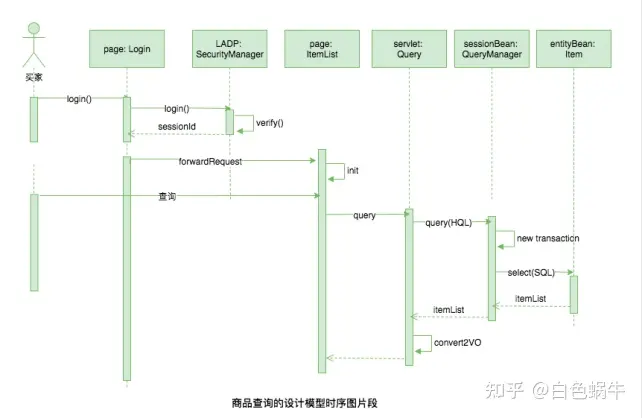 page: Login
LADP:
SecurityManager
page:
ItemList
servlet:
Query
sessionBean:
QueryManager
entityBean:
Item
买家
login()
login()
verify()
sessionId
forwardRequest
init
查询
query
query(HQL)
new transaction
select(SQL)
itemList
itemList
convert2VO
商品查询的设计模型时序图片段
知乎 @白色蜗牛